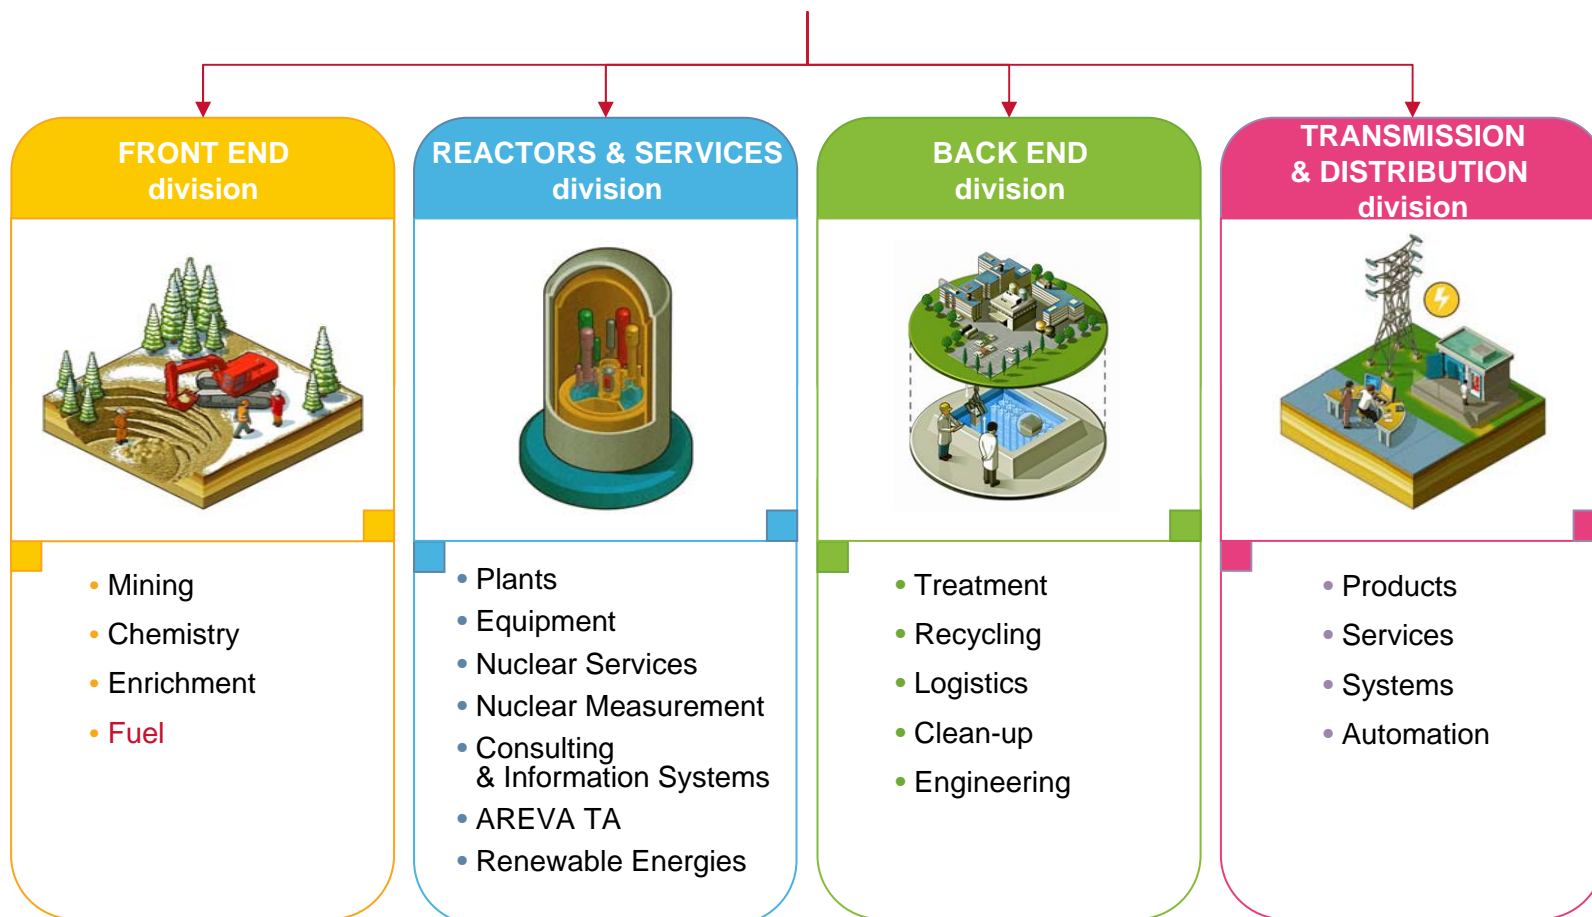 FRONT END
division
• Mining
• Chemistry
• Enrichment
• Fuel
REACTORS & SERVICES
division
• Plants
• Equipment
• Nuclear Services
• Nuclear Measurement
• Consulting
& Information Systems
• AREVA TA
• Renewable Energies
BACK END
division
• Treatment
• Recycling
• Logistics
• Clean-up
• Engineering
TRANSMISSION
& DISTRIBUTION
division
• Products
• Services
• Systems
• Automation